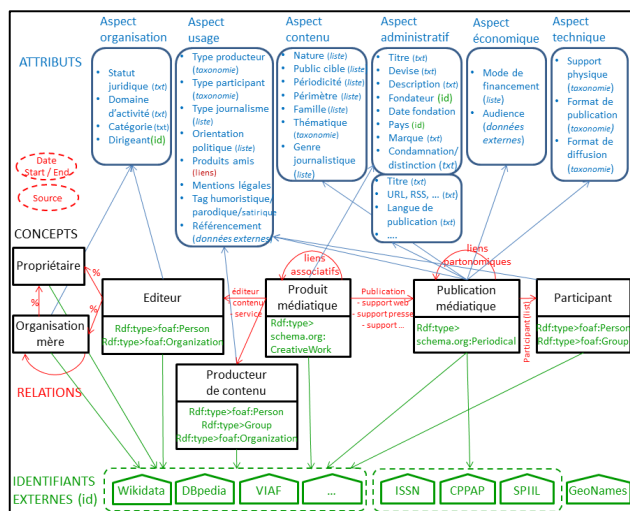 Aspect
organisation
Aspect
usage
Aspect
contenu
Aspect
administratif
Aspect
économique
Aspect
technique
ATTRIBUTS
• Statut
juridique (txt)
• Domaine
d'activité (txt)
• Catégorie (txt)
• Dirigeant(id)
• Type producteur
(taxonomie)
• Type participant
(taxonomie)
• Type journalisme (liste)
• Orientation
politique (liste)
• Produits amis (liens)
• Mentions légales
• Tag humoristique/
parodique/satirique
• Référencement
(données externes)
• Nature (liste)
• Public cible (liste)
• Périodicité (liste)
• Périmètre (liste)
• Famille (liste)
• Thématique
(taxonomie)
• Genre
journalistique (liste)
• Titre (txt)
• Devise (txt)
• Description (txt)
• Fondateur (id)
• Date fondation
• Pays (id)
• Marque (txt)
• Condamnation/
distinction (txt)
• Titre (txt)
• URL, RSS, ... (txt)
• Langue de
publication (txt)
• ....
• Mode de
financement
(liste)
• Audience
(données
externes)
• Support
physique
(taxonomie)
• Format de
publication
(taxonomie)
• Format de
diffusion
(taxonomie)
Date
Start / End
Source
CONCEPTS
Propriétaire
%
%
%
Organisation
mère
Editeur
Rdf:type>foaf:Person
Rdf:type>foaf:Organization
éditeur
contenu
- service
liens
associatifs
Produit
médiatique
Rdf:type>
schema.org:
CreativeWork
Publication
- support web
- support presse
- support ...
liens
partonomiques
Publication
médiatique
Rdf:type>
schema.org:Periodical
Participant(list)
Participant
Rdf:type>foaf:Person
Rdf:type>foaf:Group
RELATIONS
Producteur
de contenu
Rdf:type>foaf:Person
Rdf:type>Group
Rdf:type>foaf:Organization
IDENTIFIANTS
EXTERNES (id)
Wikidata
DBpedia
VIAF
...
ISSN
CPPAP
SPIIL
GeoNames